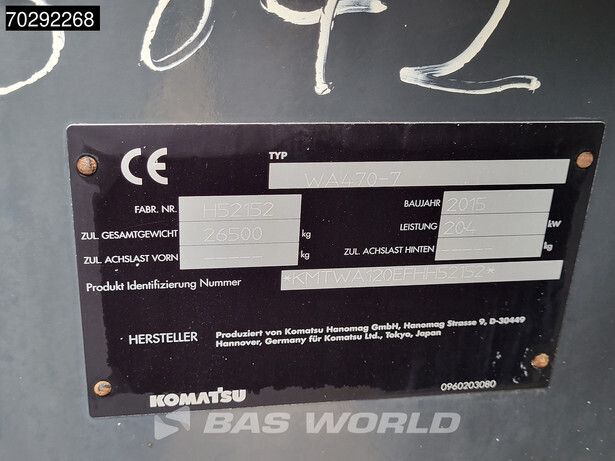 70292268
3042
CE
TYP
WA470-7
FABR. NR. H52152 BAUJAHR 2015
ZUL. GESAMTGEWICHT 26500 kg LEISTUNG 204 kW
ZUL. ACHSLAST VORN ---- kg ZUL. ACHSLAST HINTEN ---- kg
Produkt Identifizierung Nummer *KMTWA120EFHH52152*
HERSTELLER Produziert von Komatsu Hanomag GmbH, Hanomag Strasse 9, D-30449
Hannover, Germany für Komatsu Ltd., Tokyo, Japan
KOMATSU 0960203080
BAS WORLD